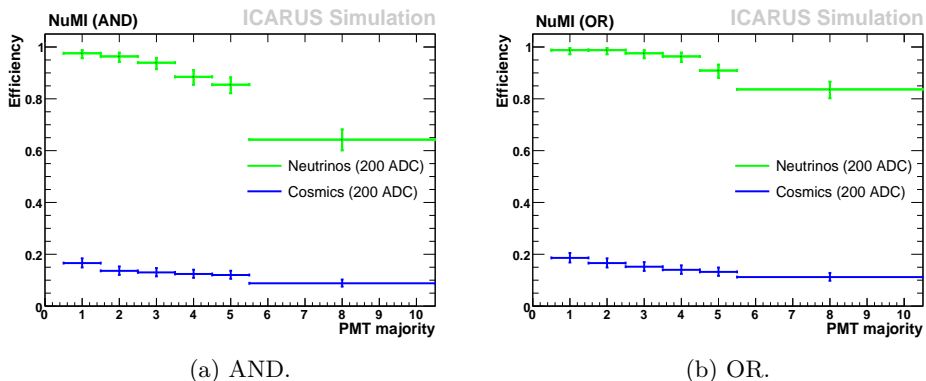 NuMI (AND)
ICARUS Simulation
Efficiency
1
0.8
0.6
0.4
0.2
0
Neutrinos (200 ADC)
Cosmics (200 ADC)
0 1 2 3 4 5 6 7 8 9 10
PMT majority
(a) AND.
NuMI (OR)
ICARUS Simulation
Efficiency
1
0.8
0.6
0.4
0.2
0
Neutrinos (200 ADC)
Cosmics (200 ADC)
0 1 2 3 4 5 6 7 8 9 10
PMT majority
(b) OR.